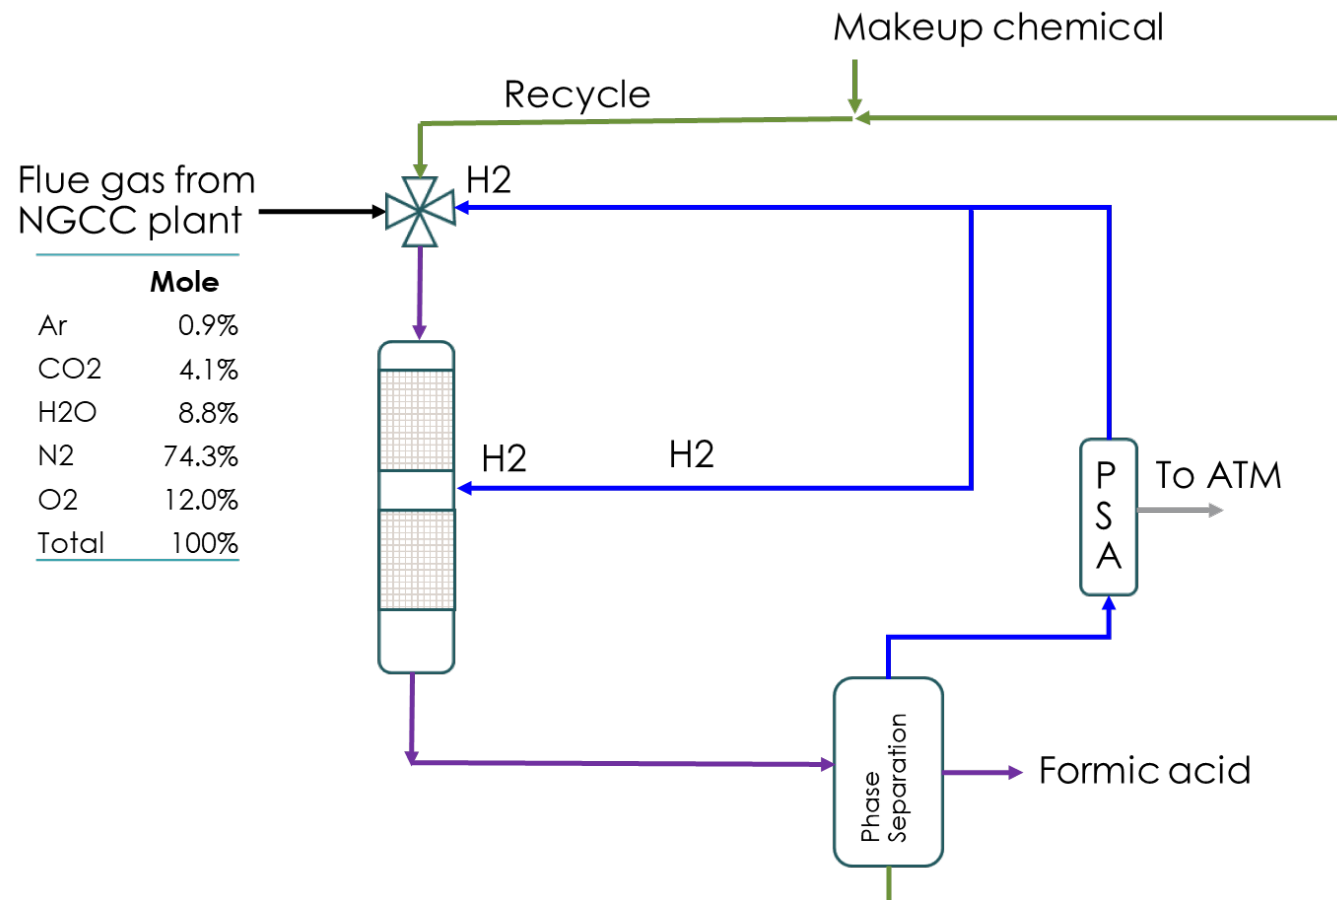 Makeup chemical
Recycle
Flue gas from
NGCC plant
H2
Mole
Ar 0.9%
CO2 4.1%
H2O 8.8%
N2 74.3%
O2 12.0%
Total 100%
H2
H2
P
S
A
To ATM
Phase
Separation
Formic acid